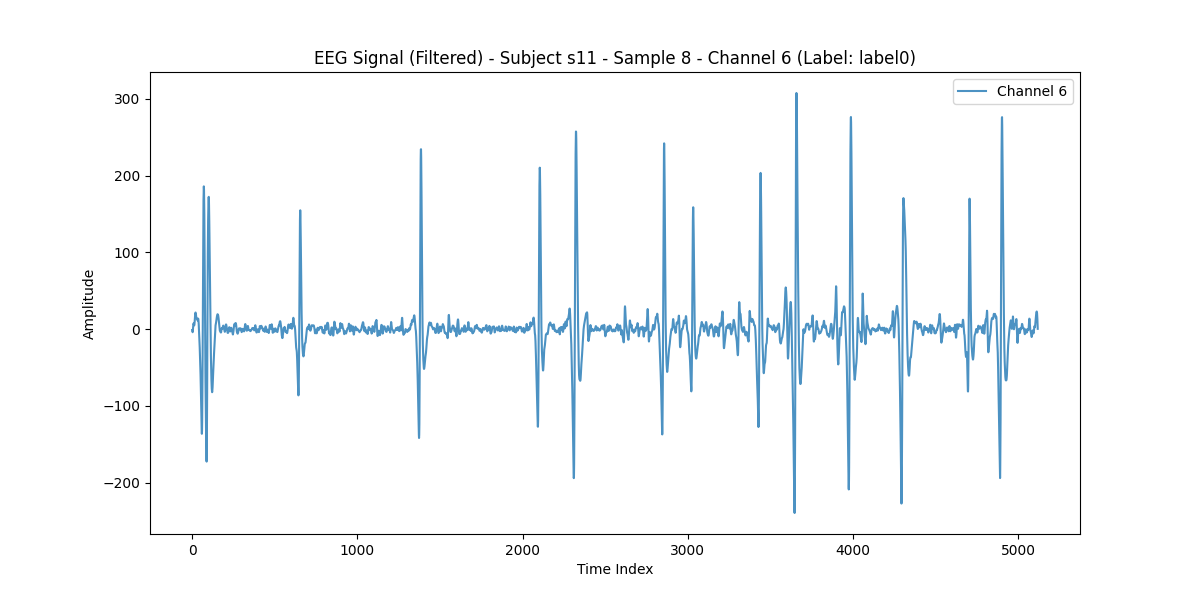 EEG Signal (Filtered) - Subject s11 - Sample 8 - Channel 6 (Label: label0)
Channel 6
300
200
100
0
−100
−200
Amplitude
0 1000 2000 3000 4000 5000
Time Index